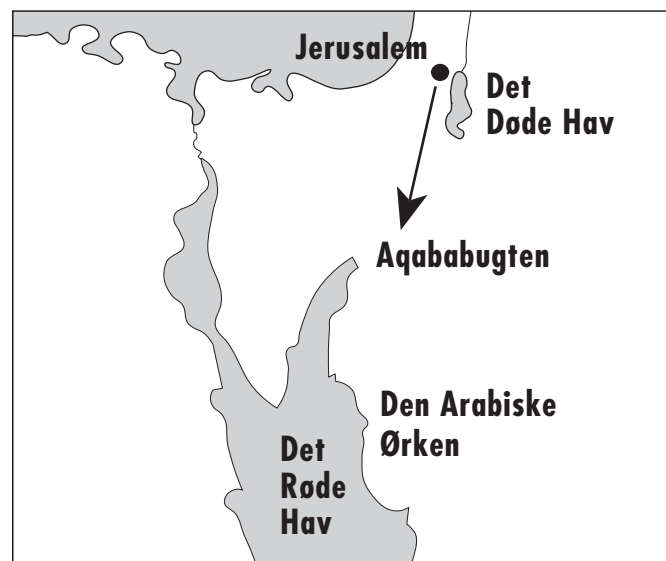 Jerusalem
Det
Døde Hav
Aqababugten
Den Arabiske
Ørken
Det
Røde
Hav